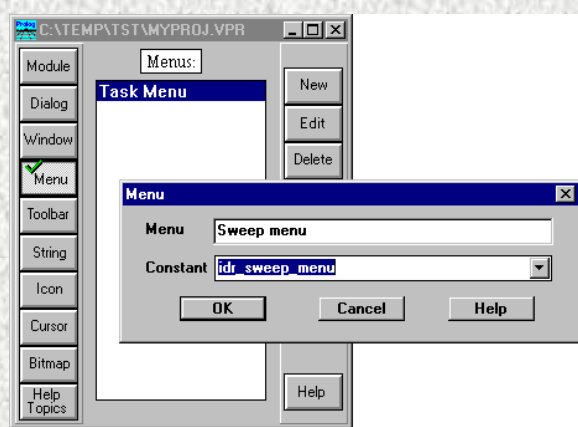 Prolog
C:\TEMP\TST\MYPROJ.VPR
Module
Dialog
Window
Menu
Toolbar
String
Icon
Cursor
Bitmap
Help
Topics
Menus:
Task Menu
New
Edit
Delete
Help
Menu
Menu Sweep menu
Constant idr_sweep_menu
OK Cancel Help